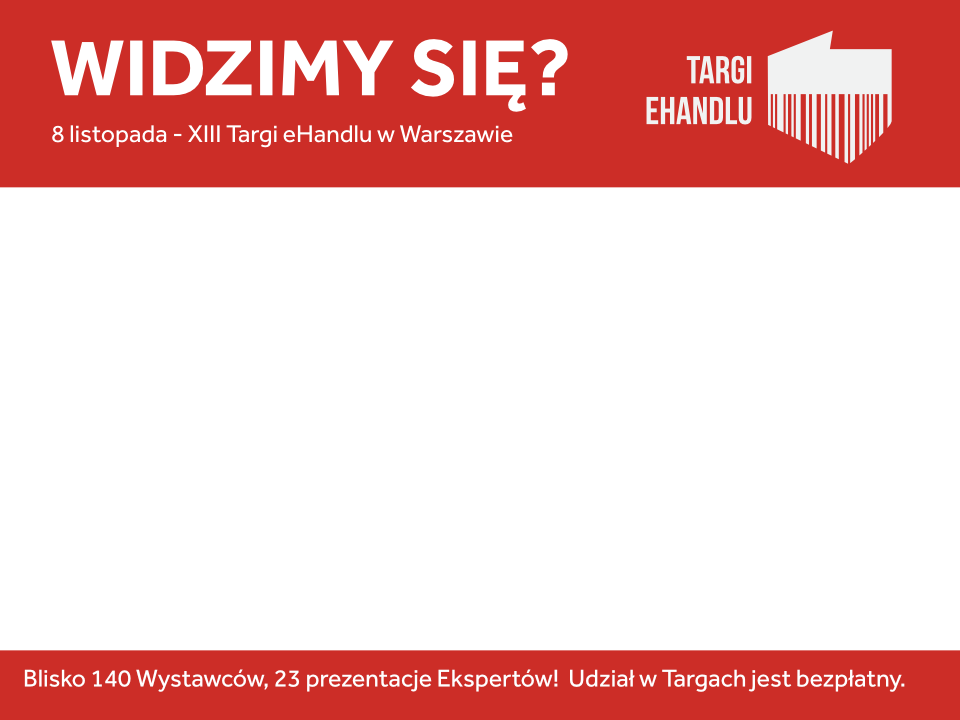 WIDZIMY SIĘ?
8 listopada - XIII Targi eHandlu w Warszawie
TARGI
EHANDLU
Blisko 140 Wystawców, 23 prezentacje Ekspertów! Udział w Targach jest bezpłatny.